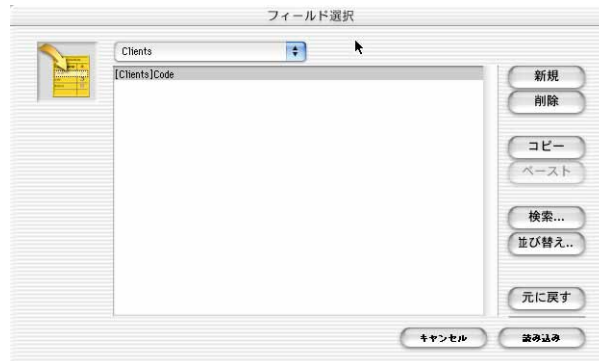 フィールド選択
Clients
[Clients]Code
新規
削除
コピー
ペースト
検索...
並び替え..
元に戻す
キャンセル
読み込み